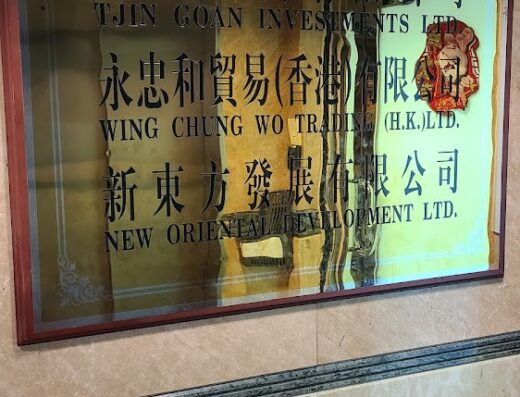 TJIN GOAN INVESTMENTS LTD.
永忠和貿易(香港)有限公司
WING CHUNG WO TRADING (H.K.)LTD.
新東方發展有限公司
NEW ORIENTAL DEVELOPMENT LTD.